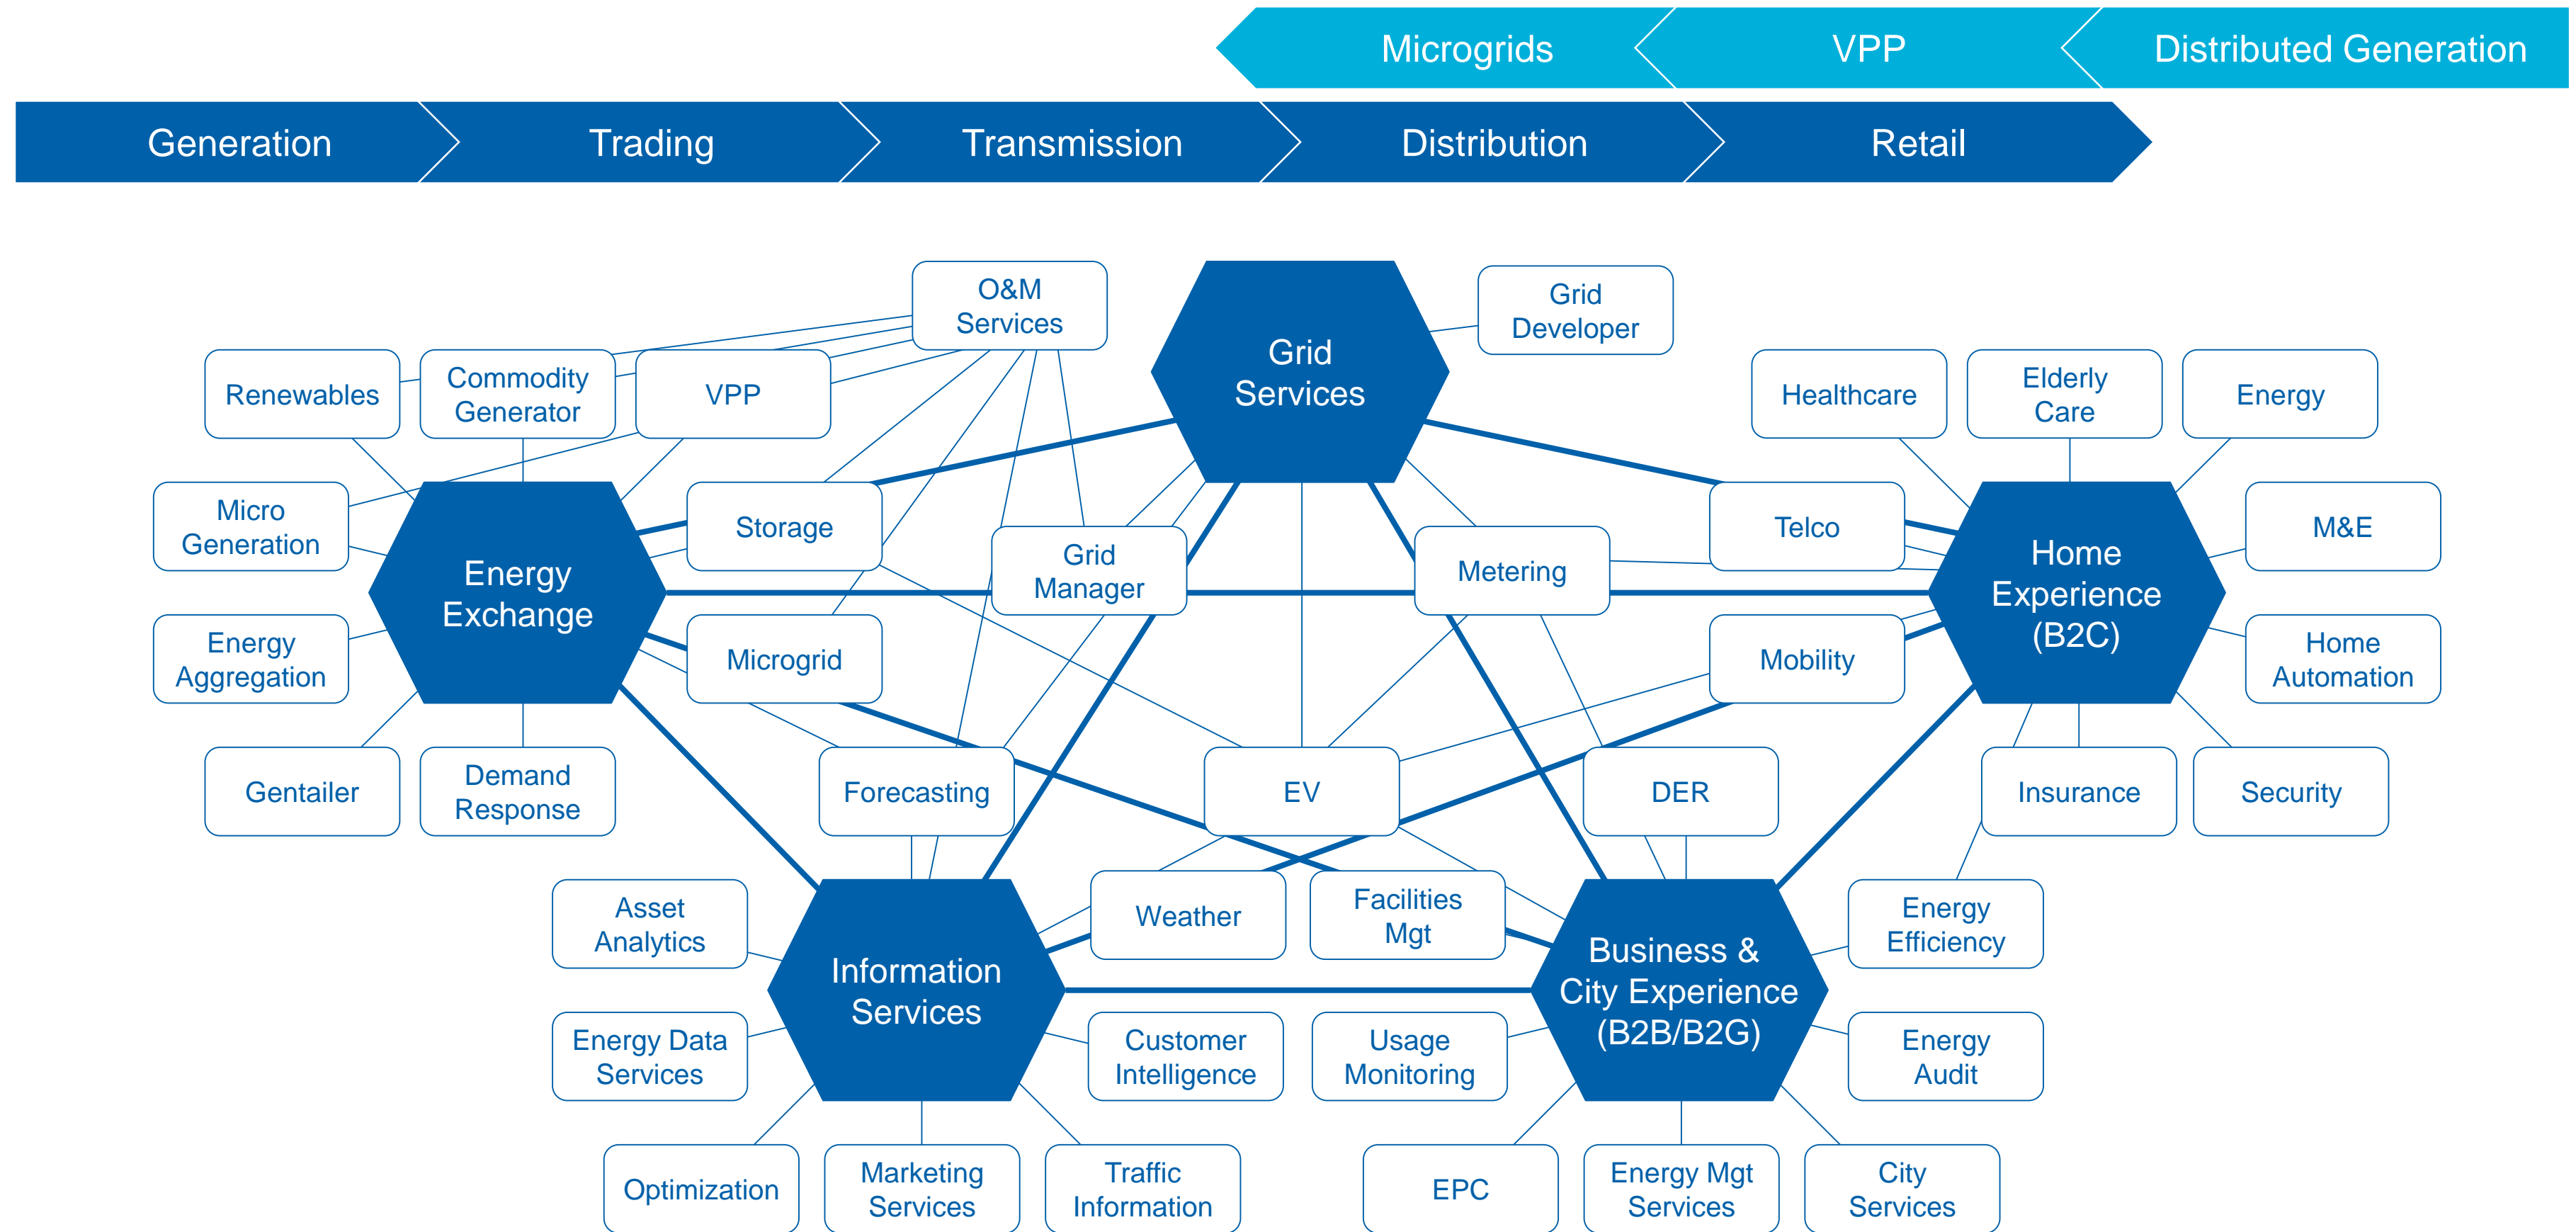 Microgrids
VPP
Distributed Generation
Generation
Trading
Transmission
Distribution
Retail
O&M
Services
Grid
Services
Grid
Developer
Renewables
Commodity
Generator
VPP
Healthcare
Elderly
Care
Energy
Micro
Generation
Energy
Exchange
Storage
Grid
Manager
Metering
Telco
Home
Experience
(B2C)
M&E
Energy
Aggregation
Microgrid
Mobility
Home
Automation
Gentailer
Demand
Response
Forecasting
EV
DER
Insurance
Security
Asset
Analytics
Information
Services
Weather
Facilities
Mgt
Business &
City Experience
(B2B/B2G)
Energy
Efficiency
Energy Data
Services
Customer
Intelligence
Usage
Monitoring
Energy
Audit
Optimization
Marketing
Services
Traffic
Information
EPC
Energy Mgt
Services
City
Services